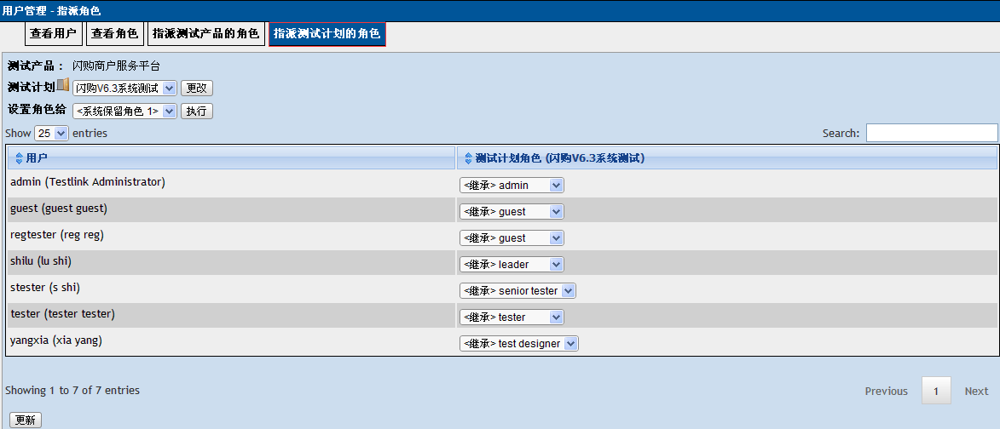 用户管理 - 指派角色
查看用户 查看角色 指派测试产品的角色 指派测试计划的角色
测试产品： 闪购商户服务平台
测试计划 闪购V6.3系统测试 更改
设置角色给 <系统保留角色 1> 执行
Show 25 entries Search:
用户 测试计划角色 (闪购V6.3系统测试)
admin (Testlink Administrator) <继承> admin
guest (guest guest) <继承> guest
regtester (reg reg) <继承> guest
shilu (lu shi) <继承> leader
stester (s shi) <继承> senior tester
tester (tester tester) <继承> tester
yangxia (xia yang) <继承> test designer
Showing 1 to 7 of 7 entries Previous 1 Next
更新